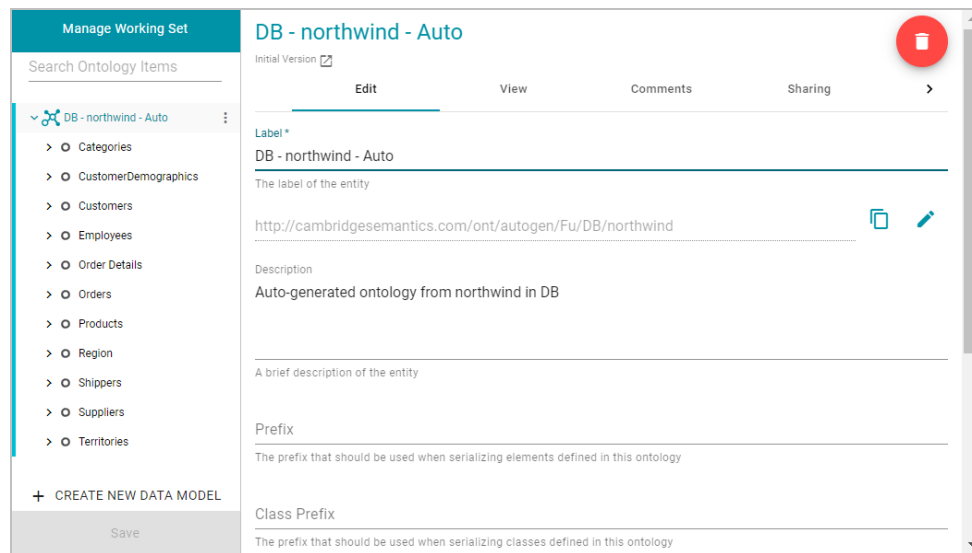 Manage Working Set
Search Ontology Items
DB - northwind - Auto
Categories
CustomerDemographics
Customers
Employees
Order Details
Orders
Products
Region
Shippers
Suppliers
Territories
+ CREATE NEW DATA MODEL
Save
DB - northwind - Auto
Initial Version
Edit View Comments Sharing
Label *
DB - northwind - Auto
The label of the entity
http://cambridgesemantics.com/ont/autogen/Fu/DB/northwind
Description
Auto-generated ontology from northwind in DB
A brief description of the entity
Prefix
The prefix that should be used when serializing elements defined in this ontology
Class Prefix
The prefix that should be used when serializing classes defined in this ontology